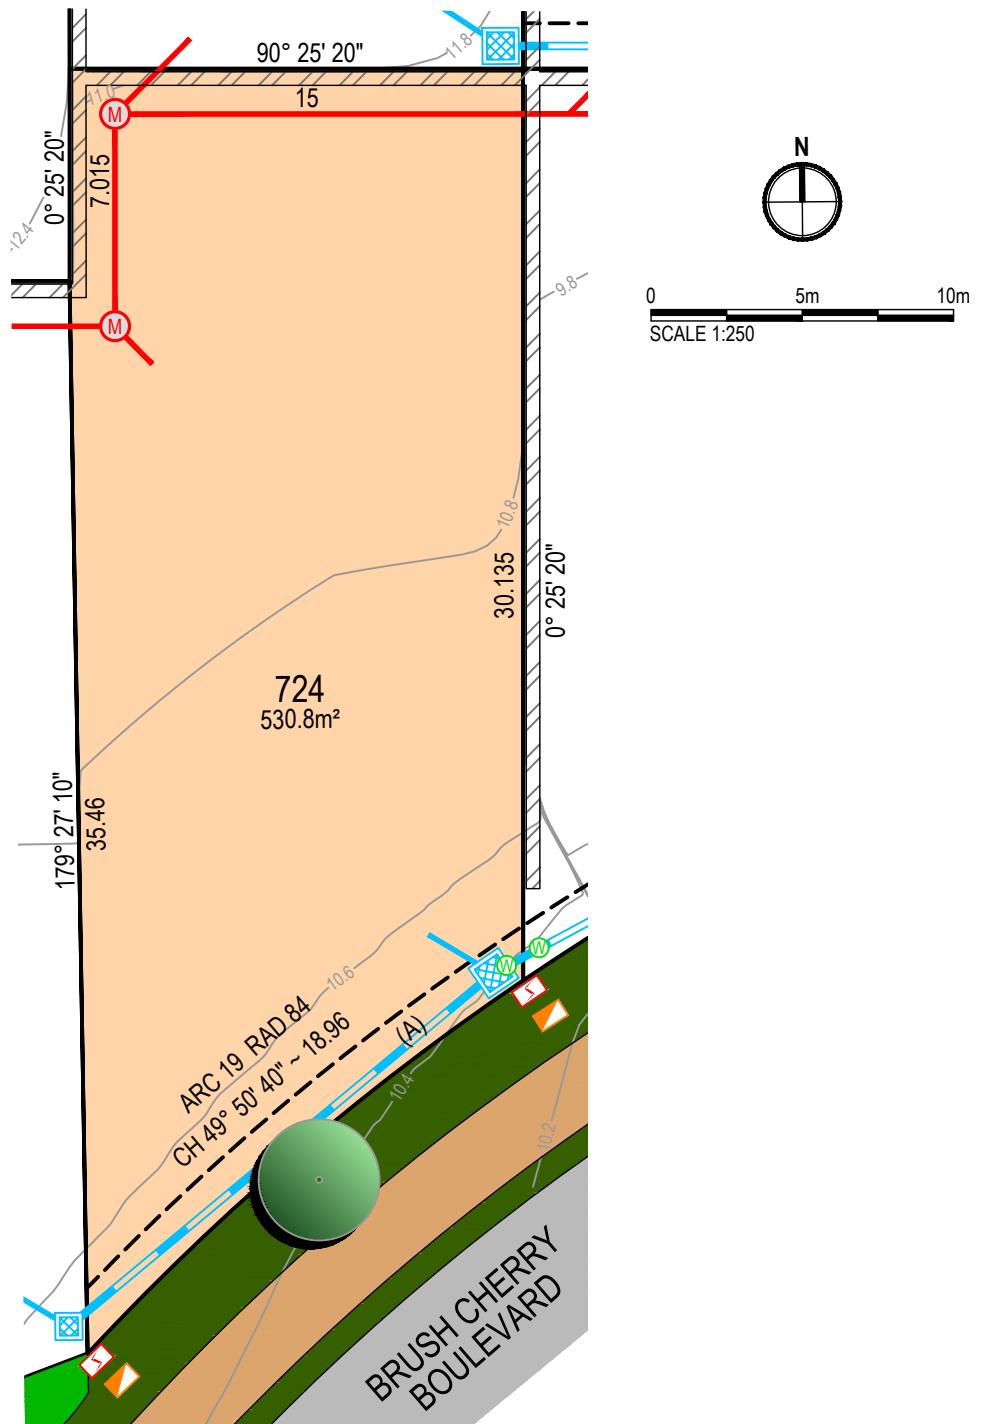 11.8
90° 25' 20"
11.0
15
M
0° 25' 20"
7.015
12.4
M
N
9.8
0 5m 10m
SCALE 1:250
10.8
30.135
0° 25' 20"
724
530.8m²
179° 27' 10"
35.46
10.6
W
W
ARC 19 RAD 84
CH 49° 50' 40" ~ 18.96
(A)
10.4
10.2
BRUSH CHERRY
BOULEVARD